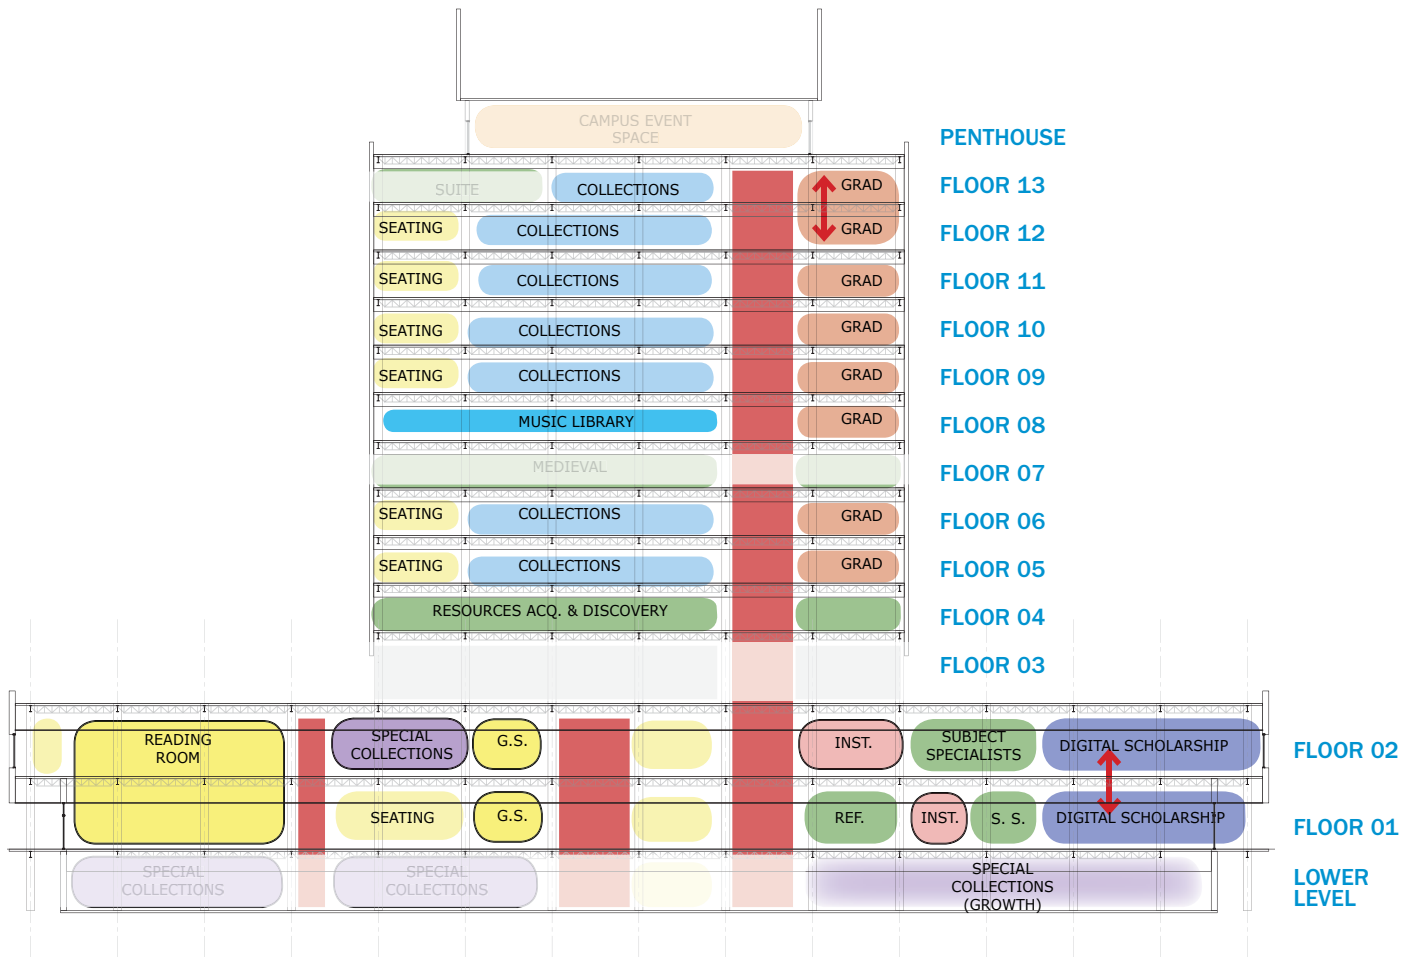 CAMPUS EVENT
SPACE
PENTHOUSE
SUITE
COLLECTIONS
GRAD
FLOOR 13
SEATING
COLLECTIONS
GRAD
FLOOR 12
SEATING
COLLECTIONS
GRAD
FLOOR 11
SEATING
COLLECTIONS
GRAD
FLOOR 10
SEATING
COLLECTIONS
GRAD
FLOOR 09
MUSIC LIBRARY
GRAD
FLOOR 08
MEDIEVAL
FLOOR 07
SEATING
COLLECTIONS
GRAD
FLOOR 06
SEATING
COLLECTIONS
GRAD
FLOOR 05
RESOURCES ACQ. & DISCOVERY
FLOOR 04
FLOOR 03
READING
ROOM
SPECIAL
COLLECTIONS
G.S.
INST.
SUBJECT
SPECIALISTS
DIGITAL SCHOLARSHIP
FLOOR 02
SEATING
G.S.
REF.
INST.
S. S.
DIGITAL SCHOLARSHIP
FLOOR 01
SPECIAL
COLLECTIONS
SPECIAL
COLLECTIONS
SPECIAL
COLLECTIONS
(GROWTH)
LOWER
LEVEL